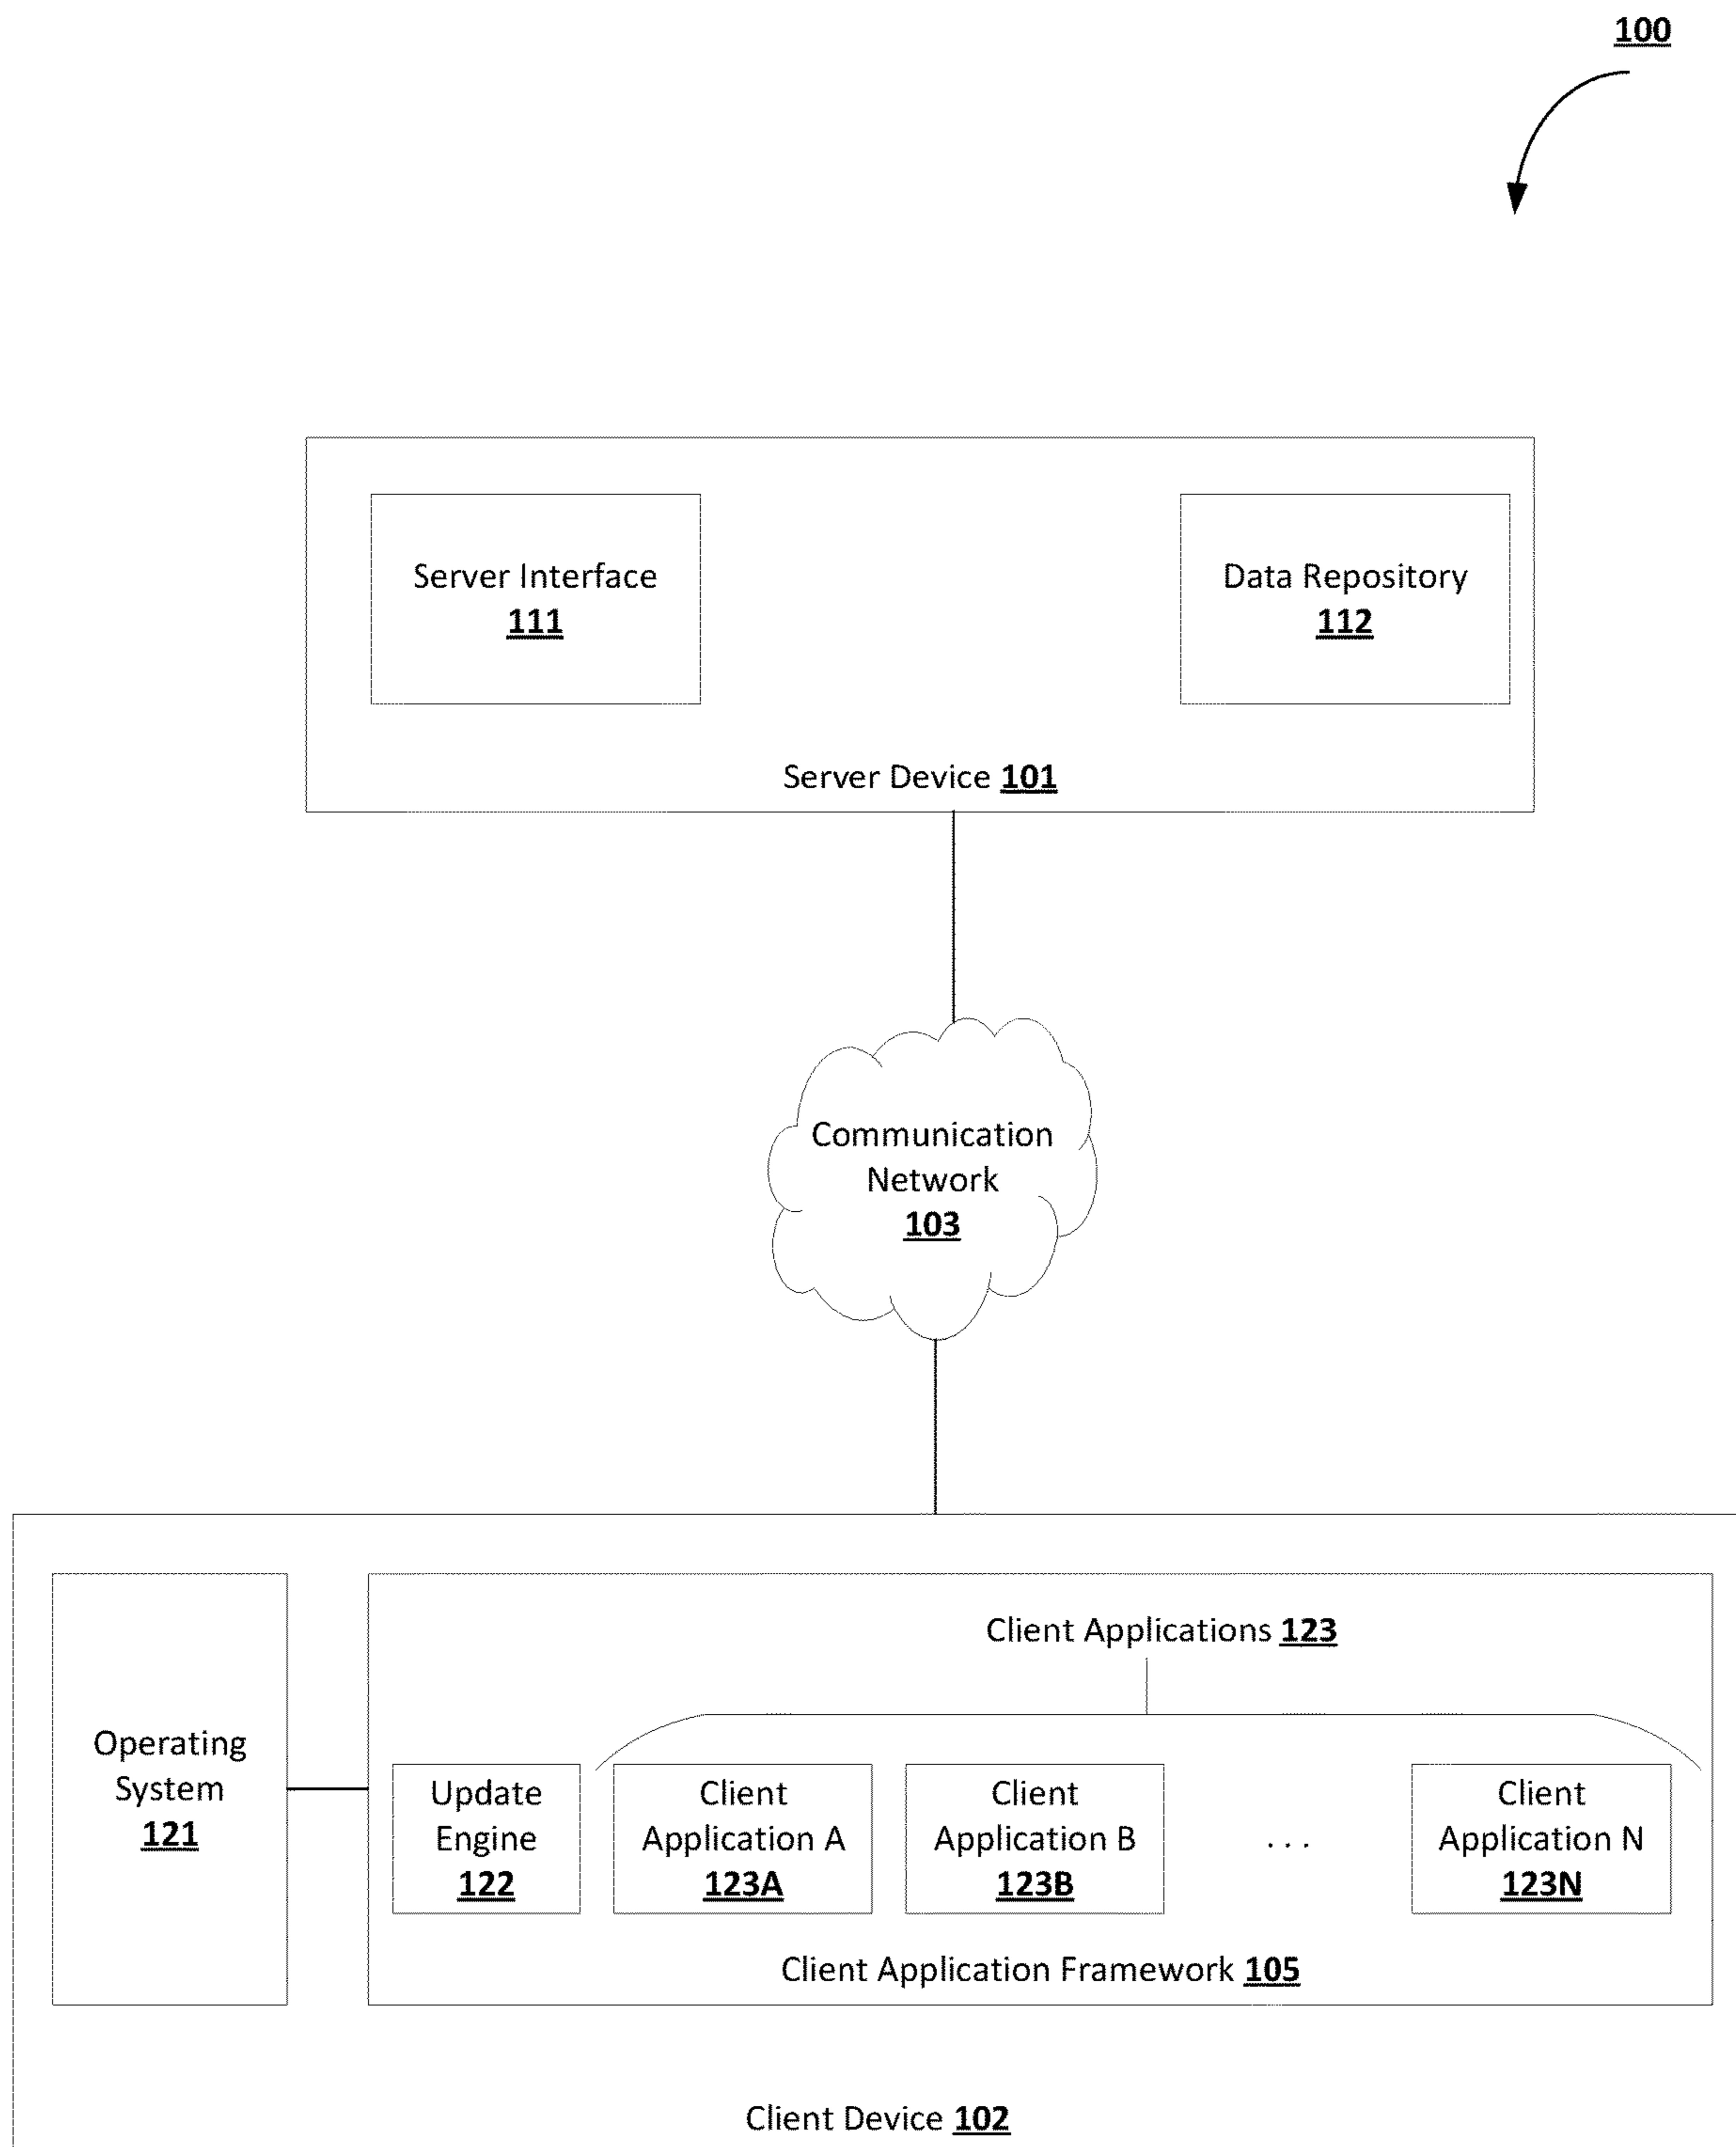 100
Server Interface
111
Data Repository
112
Server Device 101
Communication
Network
103
Client Applications 123
Operating
System
121
Update
Engine
122
Client
Application A
123A
Client
Application B
123B
...
Client
Application N
123N
Client Application Framework 105
Client Device 102